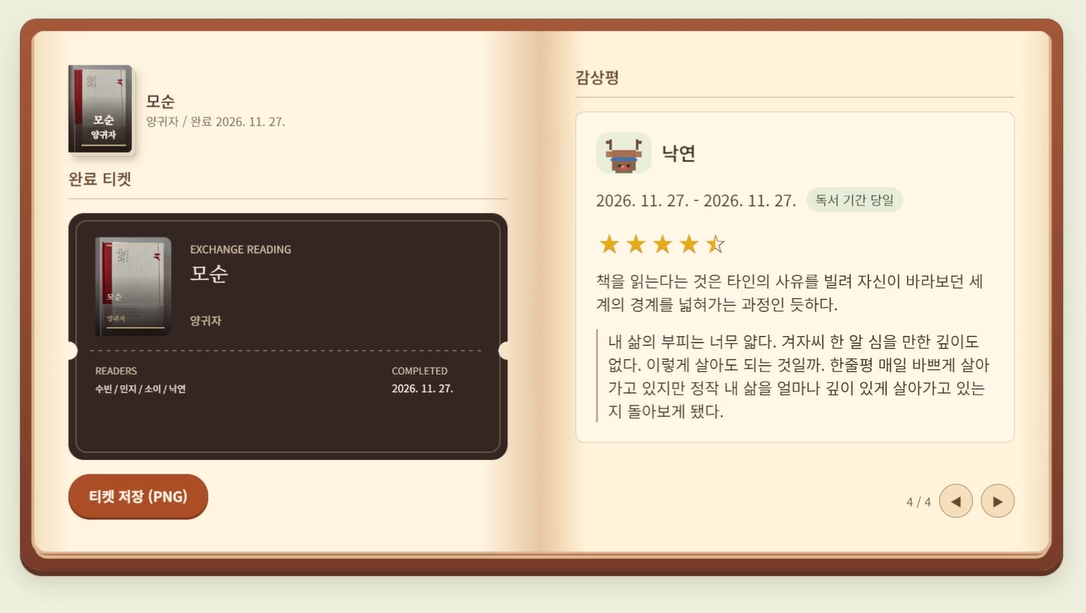 모순
양귀자
모순
양귀자 / 완료 2026. 11. 27.
완료 티켓
모순
양귀자
EXCHANGE READING
모순
양귀자
READERS
수빈 / 민지 / 소이 / 낙연
COMPLETED
2026. 11. 27.
티켓 저장 (PNG)
감상평
낙연
2026. 11. 27. - 2026. 11. 27.
독서 기간 당일
책을 읽는다는 것은 타인의 사유를 빌려 자신이 바라보던 세
계의 경계를 넓혀가는 과정인 듯하다.
내 삶의 부피는 너무 얇다. 겨자씨 한 알 심을 만한 깊이도
없다. 이렇게 살아도 되는 것일까. 한줄평 매일 바쁘게 살아
가고 있지만 정작 내 삶을 얼마나 깊이 있게 살아가고 있는
지 돌아보게 됐다.
4 / 4